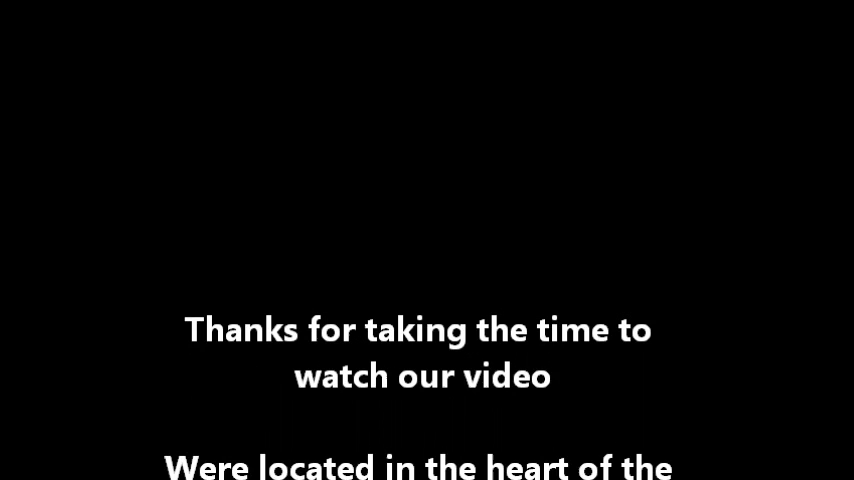 Thanks for taking the time to
watch our video
Were located in the heart of the